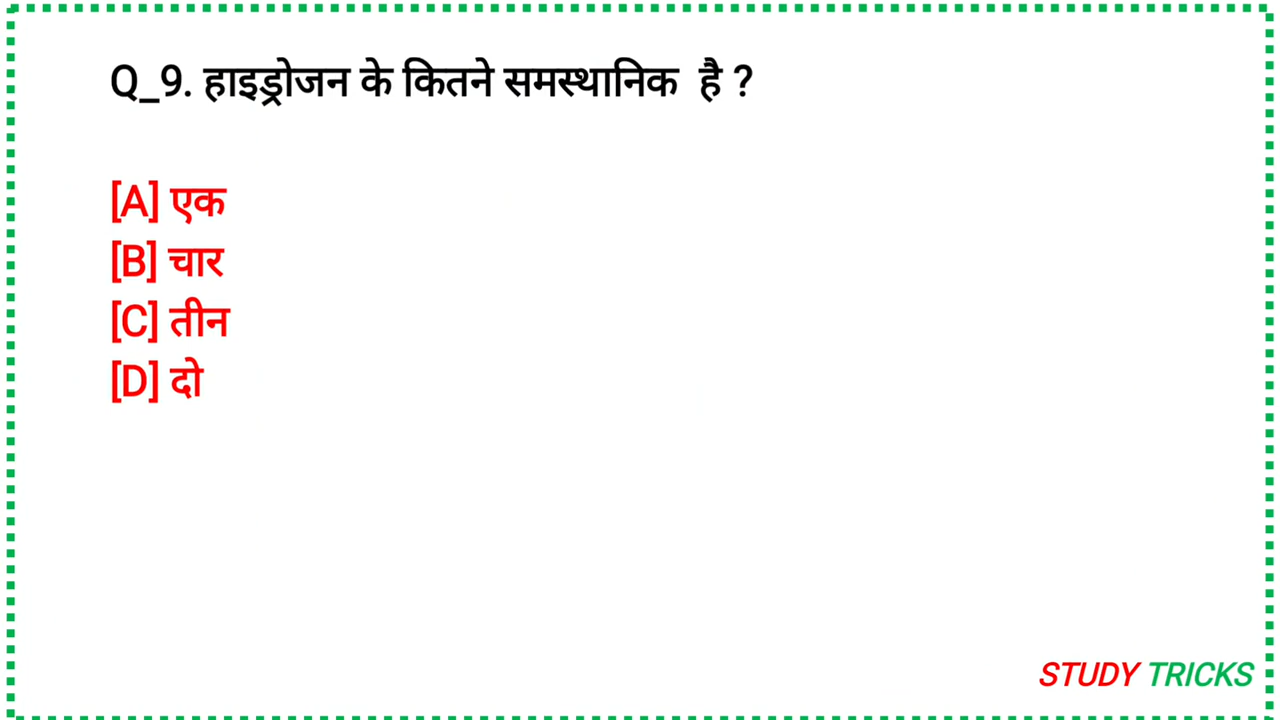 Q_9. हाइड्रोजन के कितने समस्थानिक है ?
[A] एक
[B] चार
[C] तीन
[D] दो
STUDY TRICKS